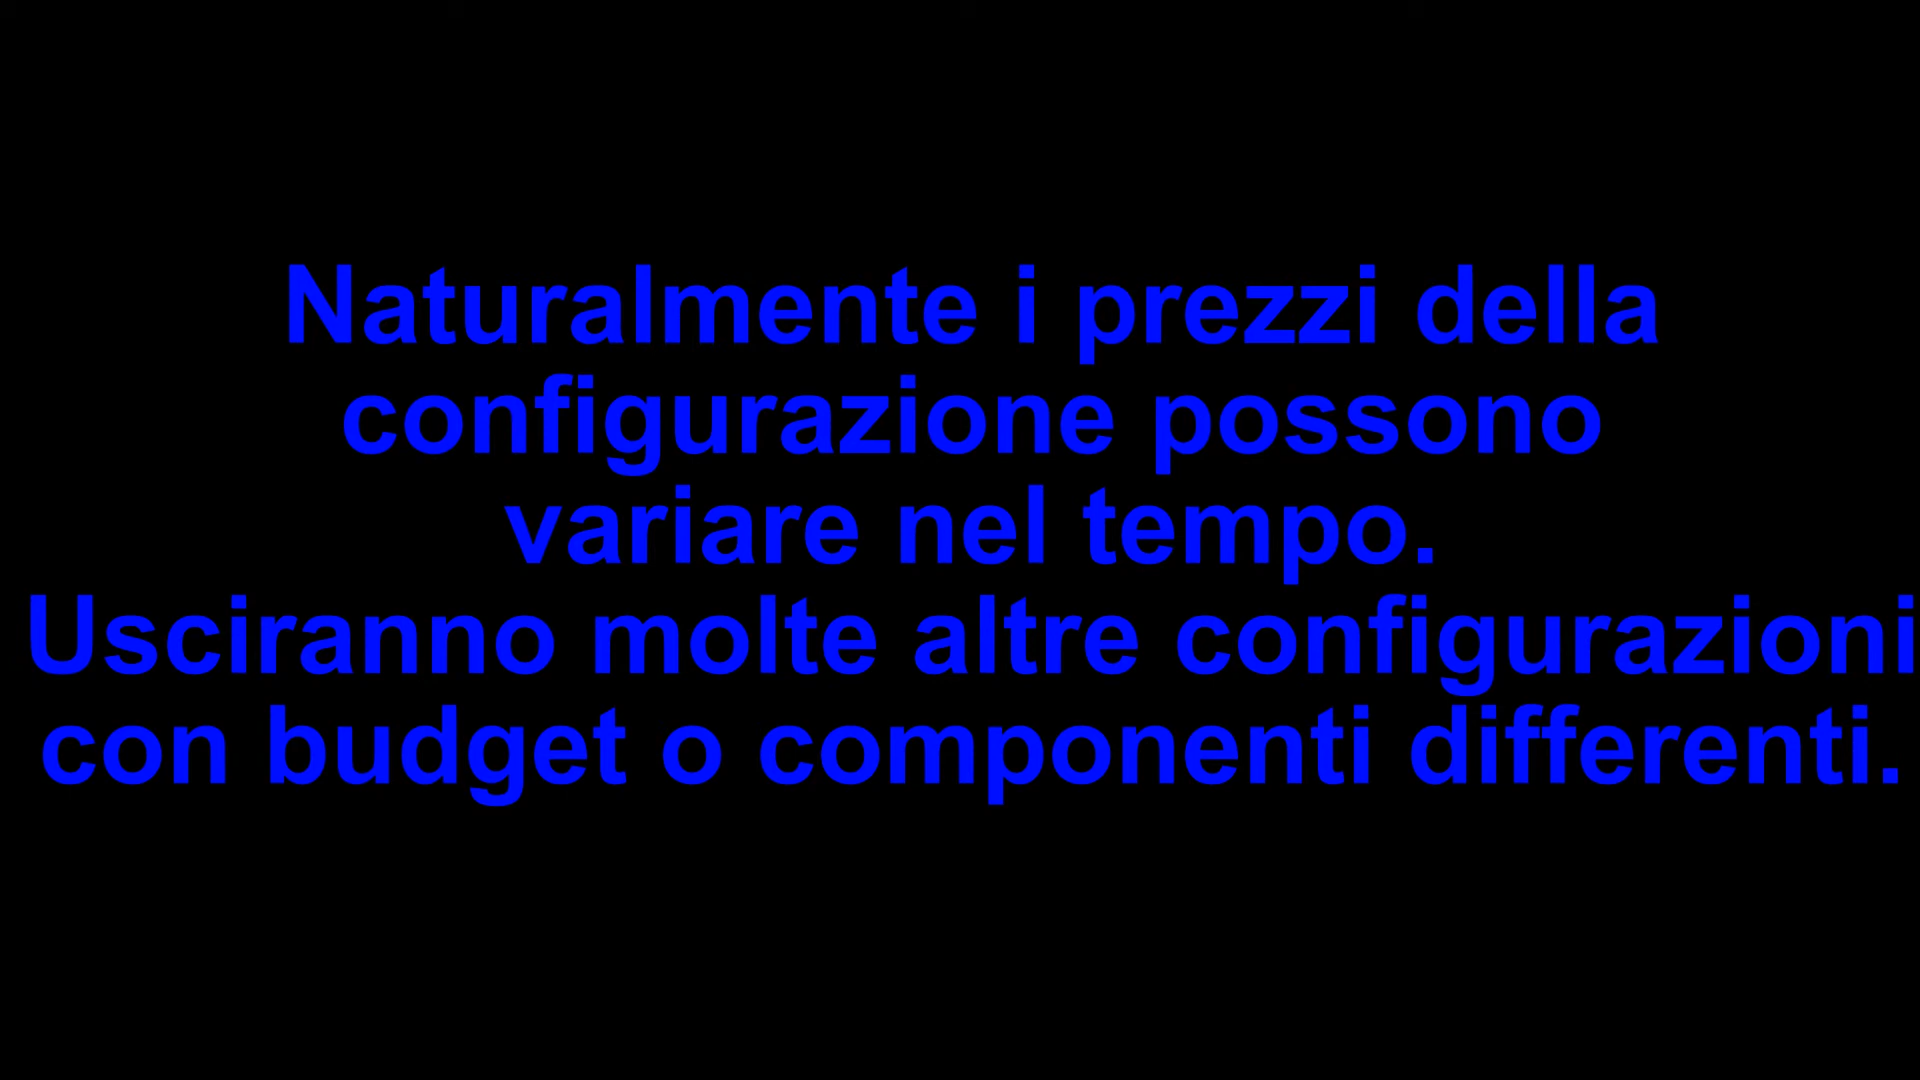 Naturalmente i prezzi della
configurazione possono
variare nel tempo.
Usciranno molte altre configurazioni
con budget o componenti differenti.